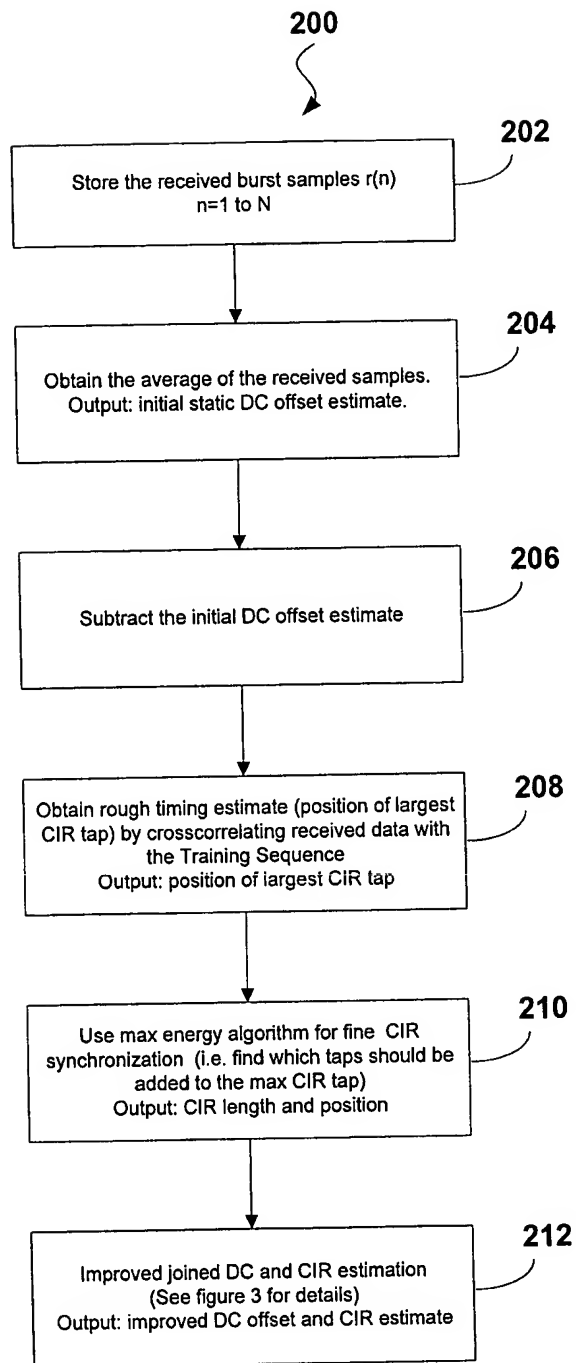 200
202
Store the received burst samples r(n)
n=1 to N
204
Obtain the average of the received samples.
Output: initial static DC offset estimate.
206
Subtract the initial DC offset estimate
208
Obtain rough timing estimate (position of largest
CIR tap) by crosscorrelating received data with
the Training Sequence
Output: position of largest CIR tap
210
Use max energy algorithm for fine CIR
synchronization (i.e. find which taps should be
added to the max CIR tap)
Output: CIR length and position
212
Improved joined DC and CIR estimation
(See figure 3 for details)
Output: improved DC offset and CIR estimate